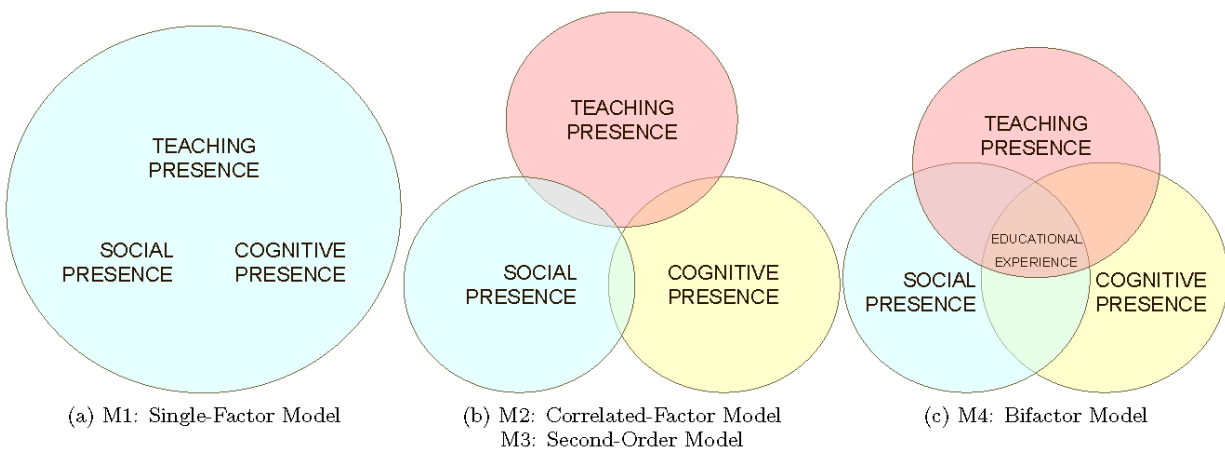 TEACHING
PRESENCE
SOCIAL
PRESENCE
COGNITIVE
PRESENCE
(a) M1: Single-Factor Model
TEACHING
PRESENCE
SOCIAL
PRESENCE
COGNITIVE
PRESENCE
(b) M2: Correlated-Factor Model
M3: Second-Order Model
TEACHING
PRESENCE
EDUCATIONAL
EXPERIENCE
SOCIAL
PRESENCE
COGNITIVE
PRESENCE
(c) M4: Bifactor Model